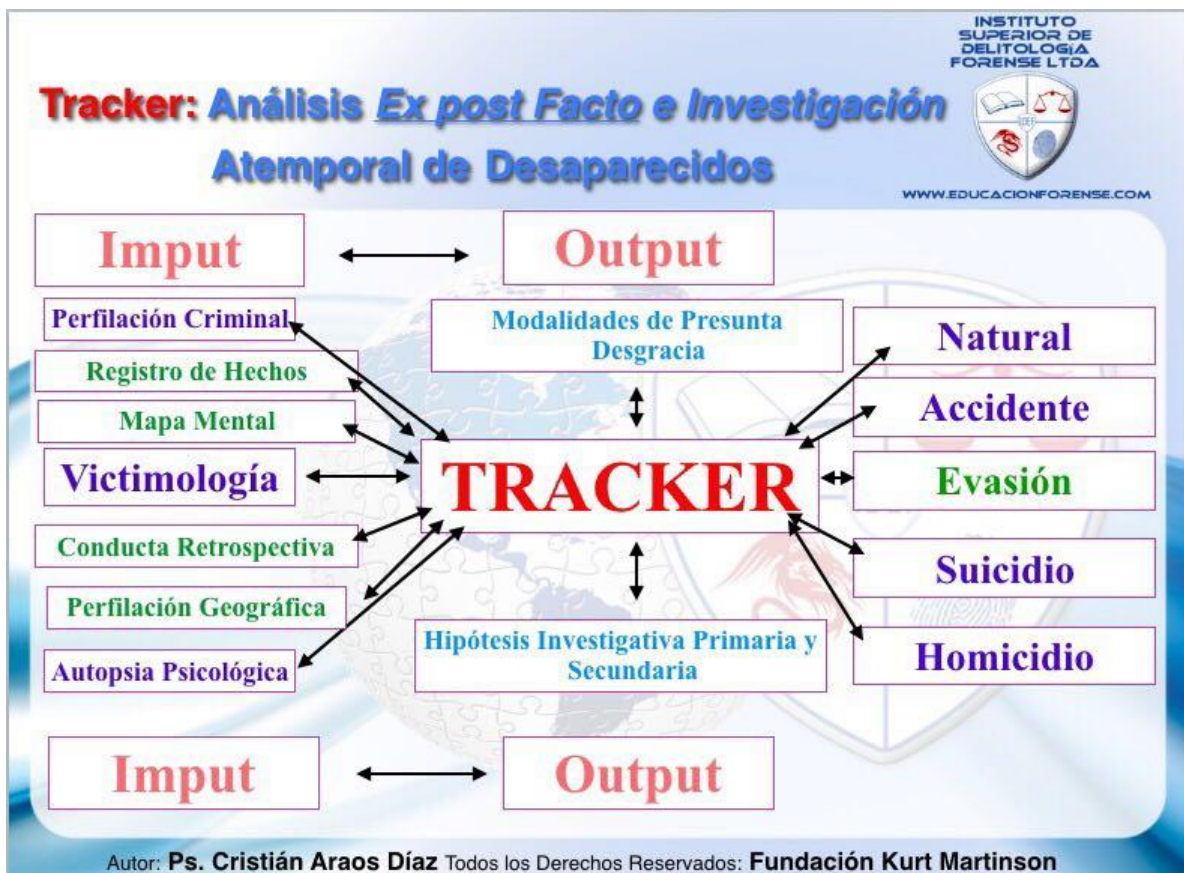 INSTITUTO
SUPERIOR DE
DELITOLOGÍA
FORENSE LTDA
Tracker: Análisis Ex post Facto e Investigación
Atemporal de Desaparecidos
WWW.EDUCACIONFORENSE.COM
Imput
Output
Perfilación Criminal
Registro de Hechos
Mapa Mental
Victimología
Conducta Retrospectiva
Perfilación Geográfica
Autopsia Psicológica
Modalidades de Presunta
Desgracia
TRACKER
Hipótesis Investigativa Primaria y
Secundaria
Natural
Accidente
Evasión
Suicidio
Homicidio
Imput
Output
Autor: Ps. Cristián Araos Díaz Todos los Derechos Reservados: Fundación Kurt Martinson